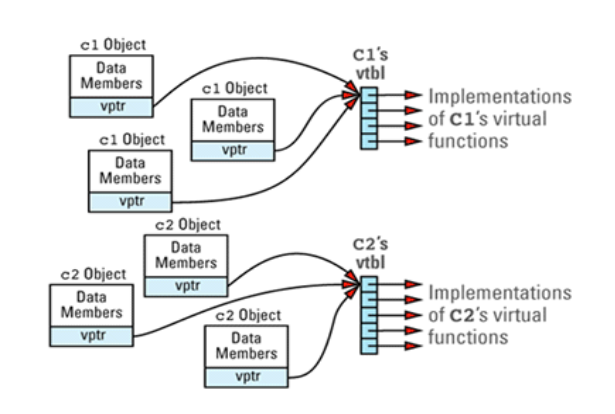 c1 Object
Data
Members
vptr
c1 Object
Data
Members
vptr
c1 Object
Data
Members
vptr
C1's
vtbl
Implementations
of C1's virtual
functions
c2 Object
Data
Members
vptr
c2 Object
Data
Members
vptr
c2 Object
Data
Members
vptr
C2's
vtbl
Implementations
of C2's virtual
functions